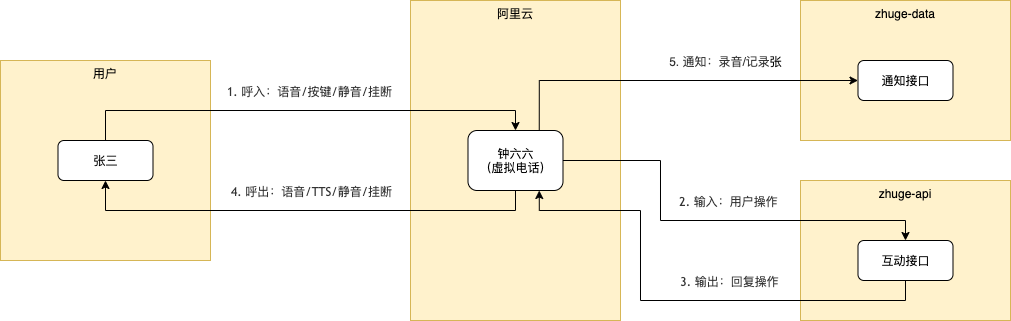 阿里云
zhuge-data
用户
5. 通知：录音/记录张
通知接口
1. 呼入：语音/按键/静音/挂断
张三
钟六六
(虚拟电话)
4. 呼出：语音/TTS/静音/挂断
zhuge-api
2. 输入：用户操作
互动接口
3. 输出：回复操作